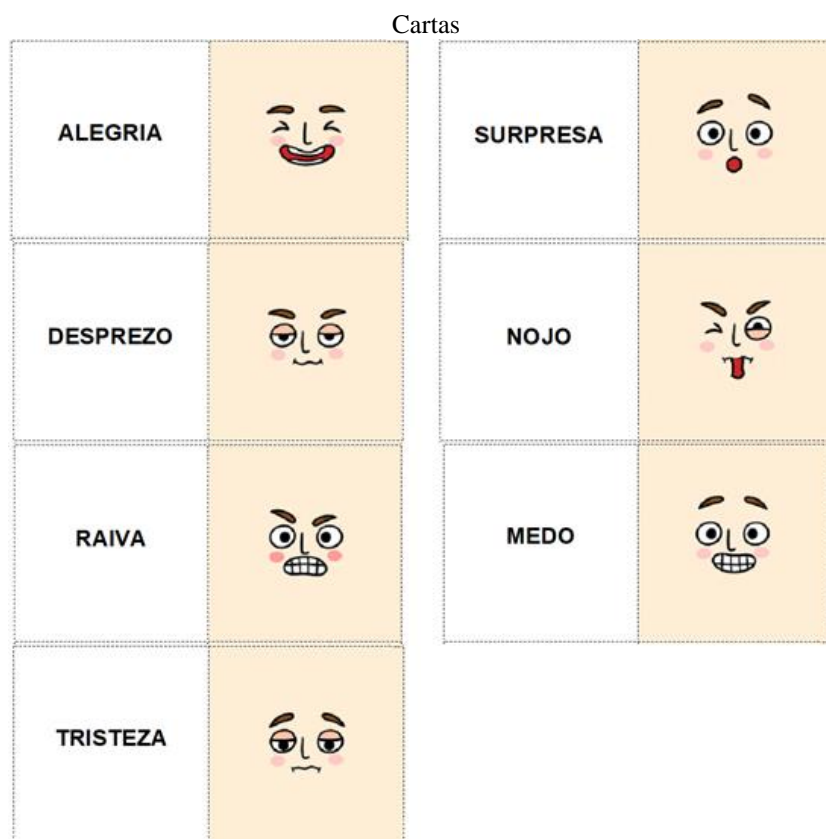 Cartas
ALEGRIA
SURPRESA
DESPREZO
NOJO
RAIVA
MEDO
TRISTEZA